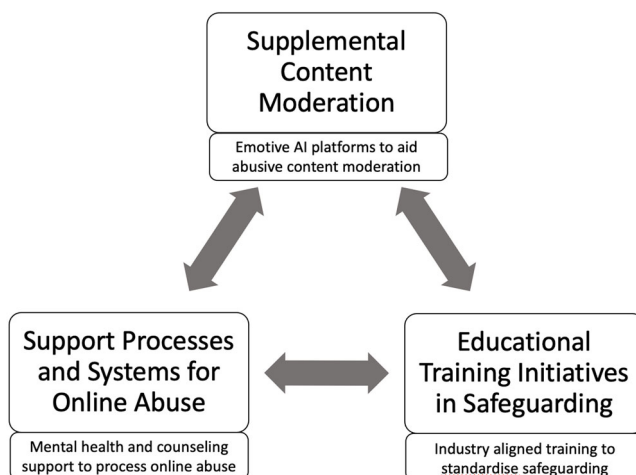 Supplemental
Content
Moderation
Emotive AI platforms to aid
abusive content moderation
Support Processes
and Systems for
Online Abuse
Mental health and counseling
support to process online abuse
Educational
Training Initiatives
in Safeguarding
Industry aligned training to
standardise safeguarding